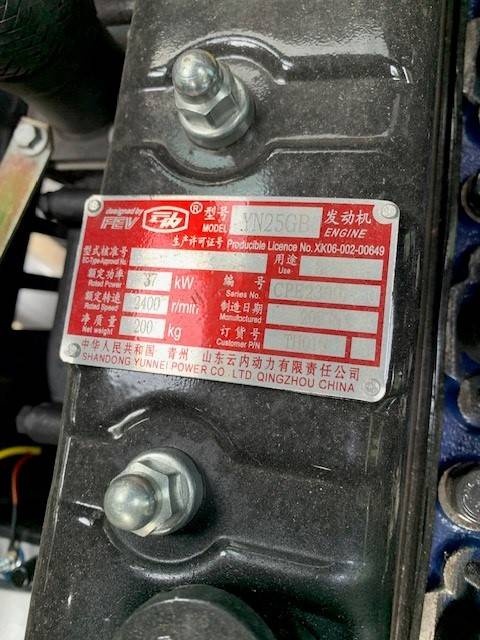 designed by FEV 云内® 型号 MODEL YN25GB 发动机 ENGINE
生产许可证号 Producible Licence No.XK06-002-00649
型式核准号 EC-Type-Approval No. 用途 Use
额定功率 Rated Power 37 kW 编号 Series No.
额定转速 Rated Speed 2400 r/min 制造日期 Manufactured
净质量 Net weight 200 kg 订货号 Customer P/N
中华人民共和国·青州 山东云内动力有限责任公司
SHANDONG YUNNEI POWER CO.,LTD. QINGZHOU CHINA